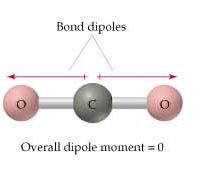 Bond dipoles
+ +
O C O
Overall dipole moment = 0